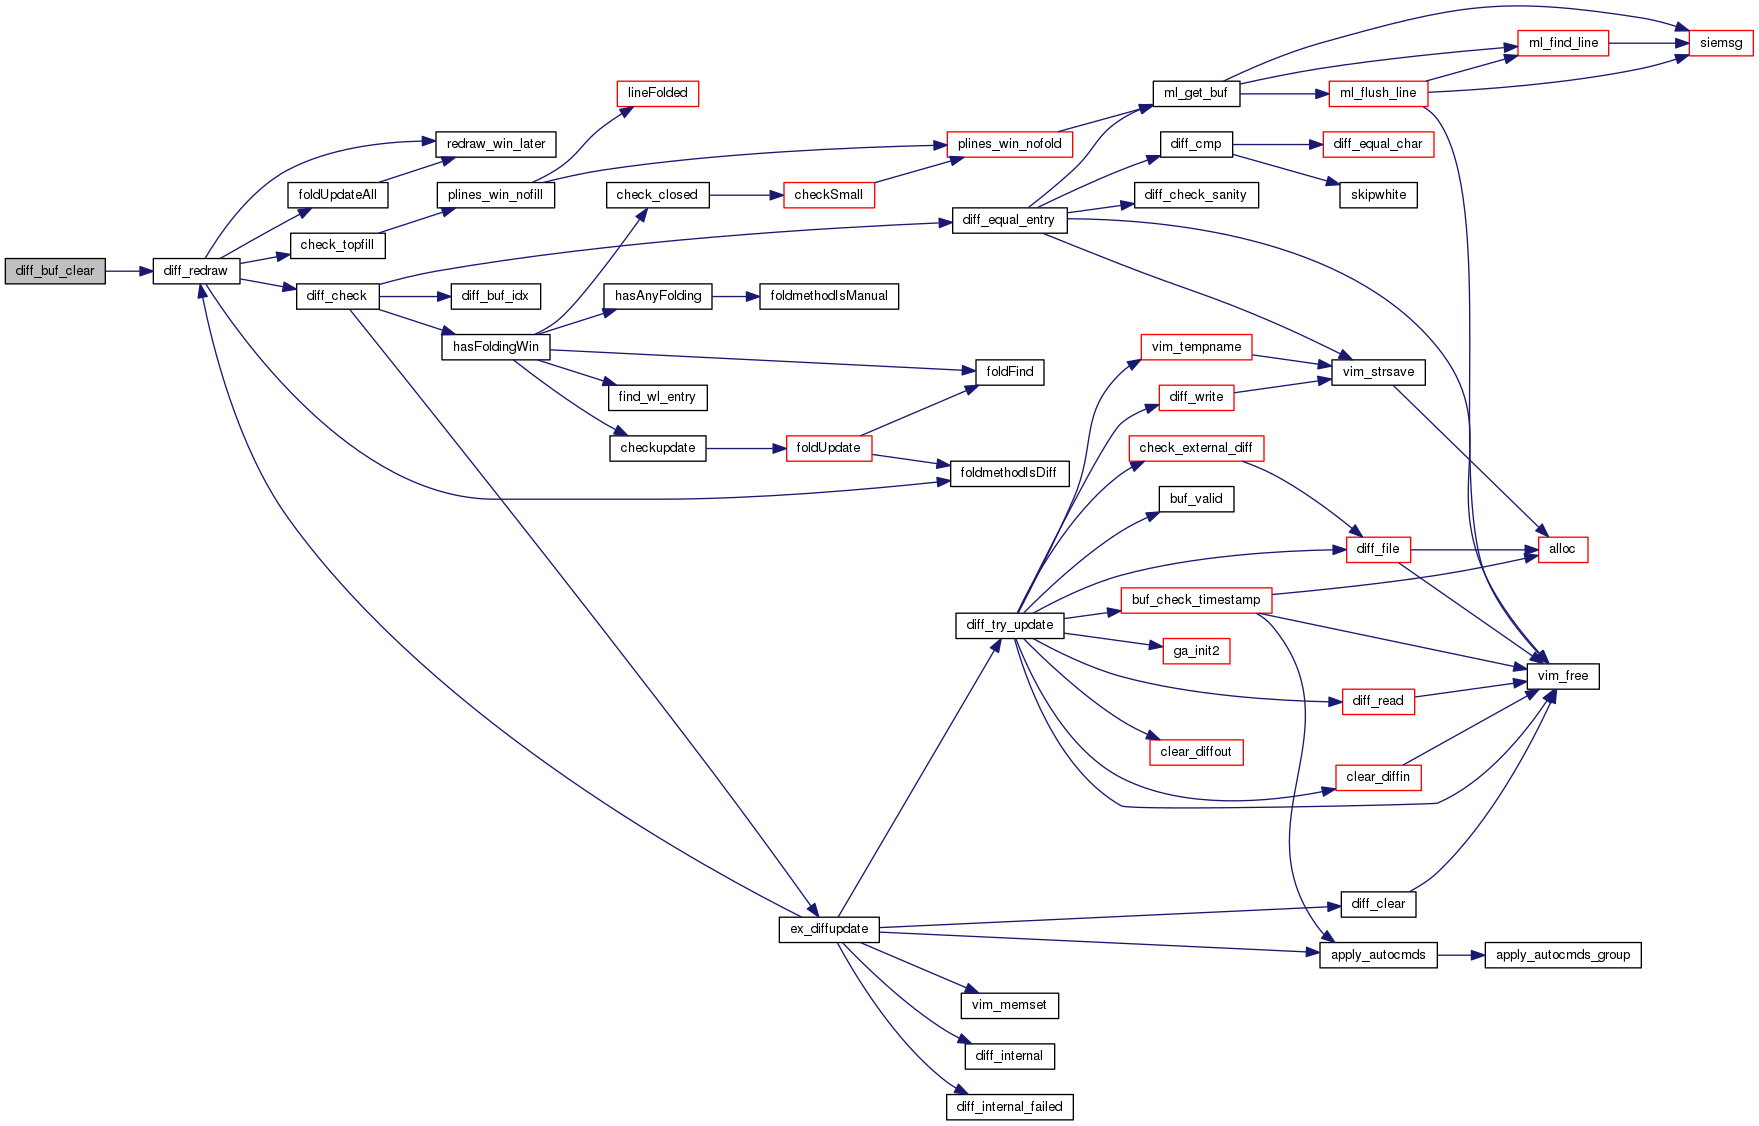 diff_buf_clear
diff_redraw
redraw_win_later
foldUpdateAll
check_topfill
diff_check
lineFolded
plines_win_nofill
diff_buf_idx
hasFoldingWin
check_closed
hasAnyFolding
find_wl_entry
checkupdate
checkSmall
foldmethodIsManual
foldUpdate
ex_diffupdate
plines_win_nofold
diff_equal_entry
foldFind
foldmethodIsDiff
diff_try_update
vim_memset
diff_internal
diff_internal_failed
ml_get_buf
diff_cmp
diff_check_sanity
vim_tempname
diff_write
check_external_diff
buf_valid
buf_check_timestamp
ga_init2
clear_diffout
ml_flush_line
diff_equal_char
skipwhite
vim_strsave
diff_file
diff_read
clear_diffin
diff_clear
apply_autocmds
ml_find_line
siemsg
alloc
vim_free
apply_autocmds_group